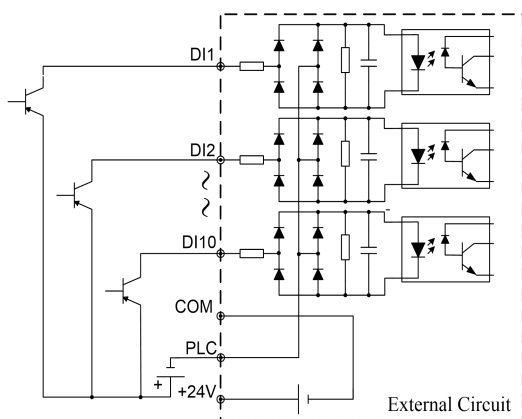 DI1
DI2
DI10
COM
PLC
+
+24V
-
External Circuit